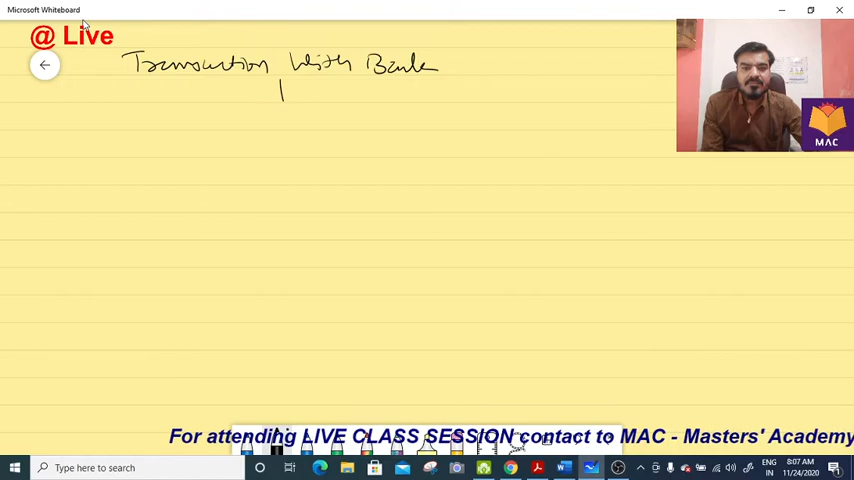 Microsoft Whiteboard
@ Live
Transaction With Bank
MAC
For attending LIVE CLASS SESSION contact to MAC - Masters' Academy
Type here to search
ENG
IN
8:07 AM
11/24/2020